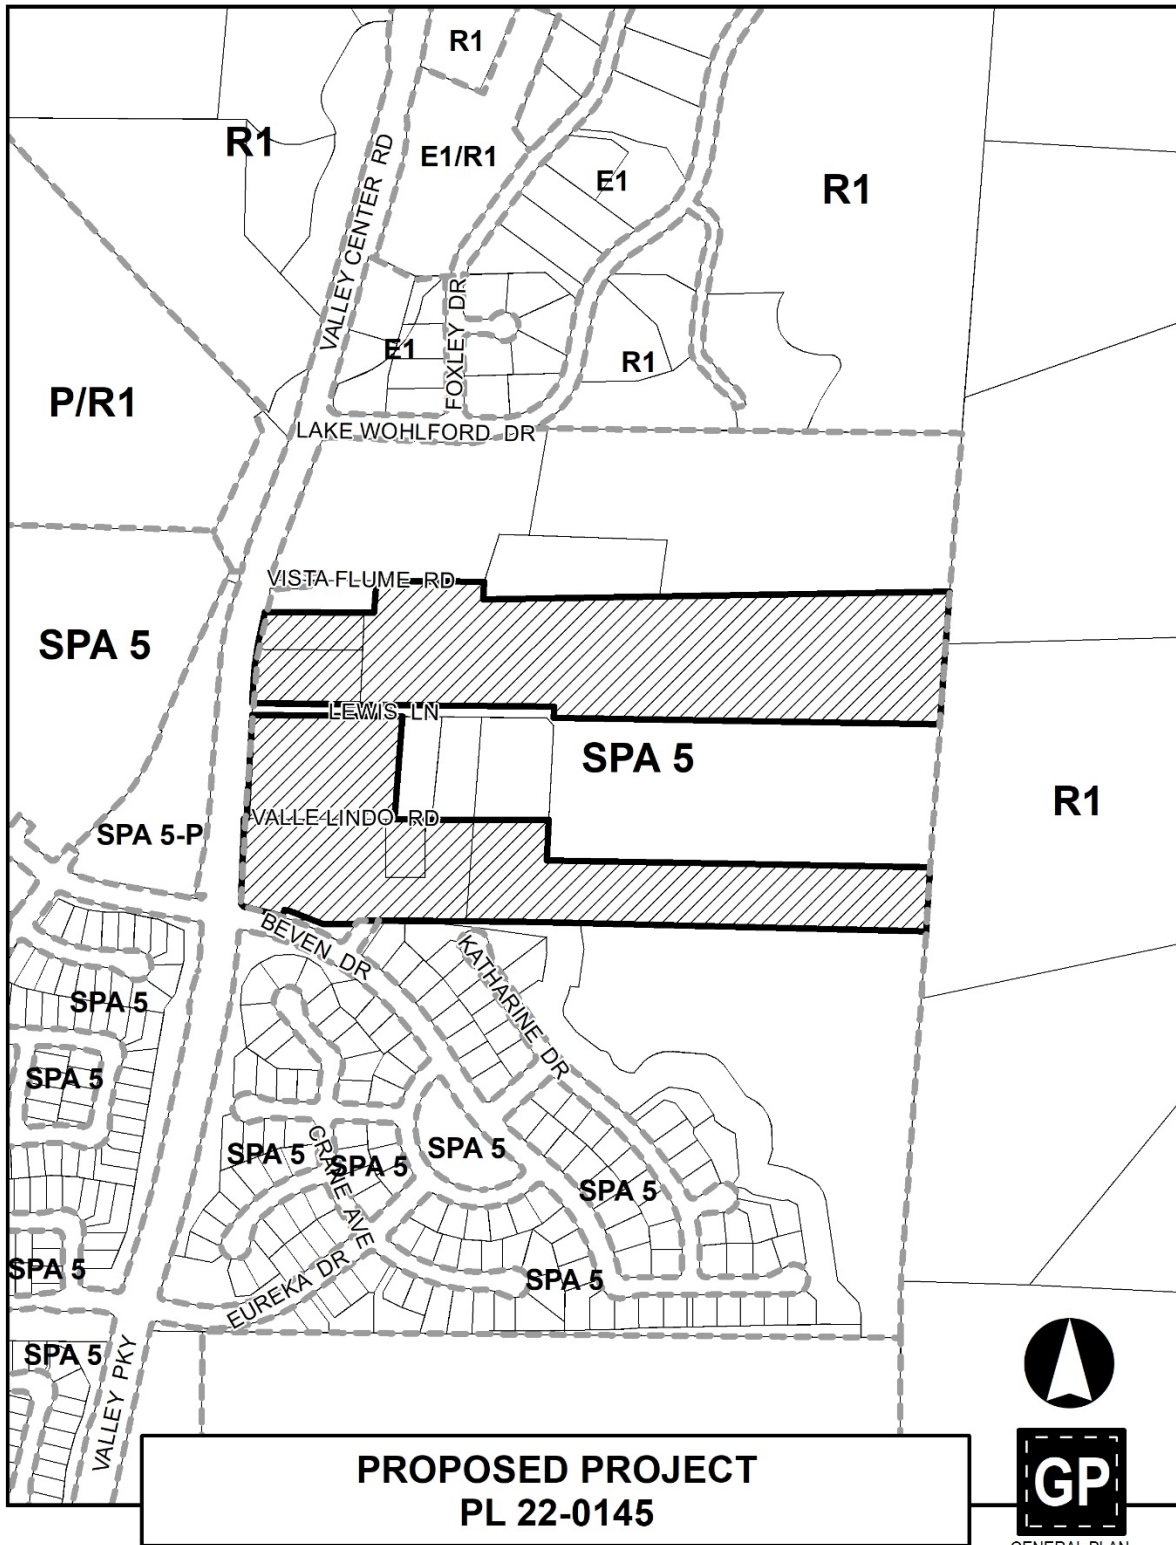 R1
R1
E1/R1
E1
R1
VALLEY CENTER RD
FOXLEY DR
E1
R1
P/R1
LAKE WOHLFORD DR
VISTA FLUME RD
SPA 5
LEWIS LN
SPA 5
R1
VALLE LINDO RD
SPA 5-P
BEVEN DR
KATHARINE DR
SPA 5
SPA 5
SPA 5
CRANE AVE
SPA 5
SPA 5
SPA 5
SPA 5
SPA 5
EUREKA DR
SPA 5
VALLEY PKY
PROPOSED PROJECT
PL 22-0145
GP
GENERAL PLAN